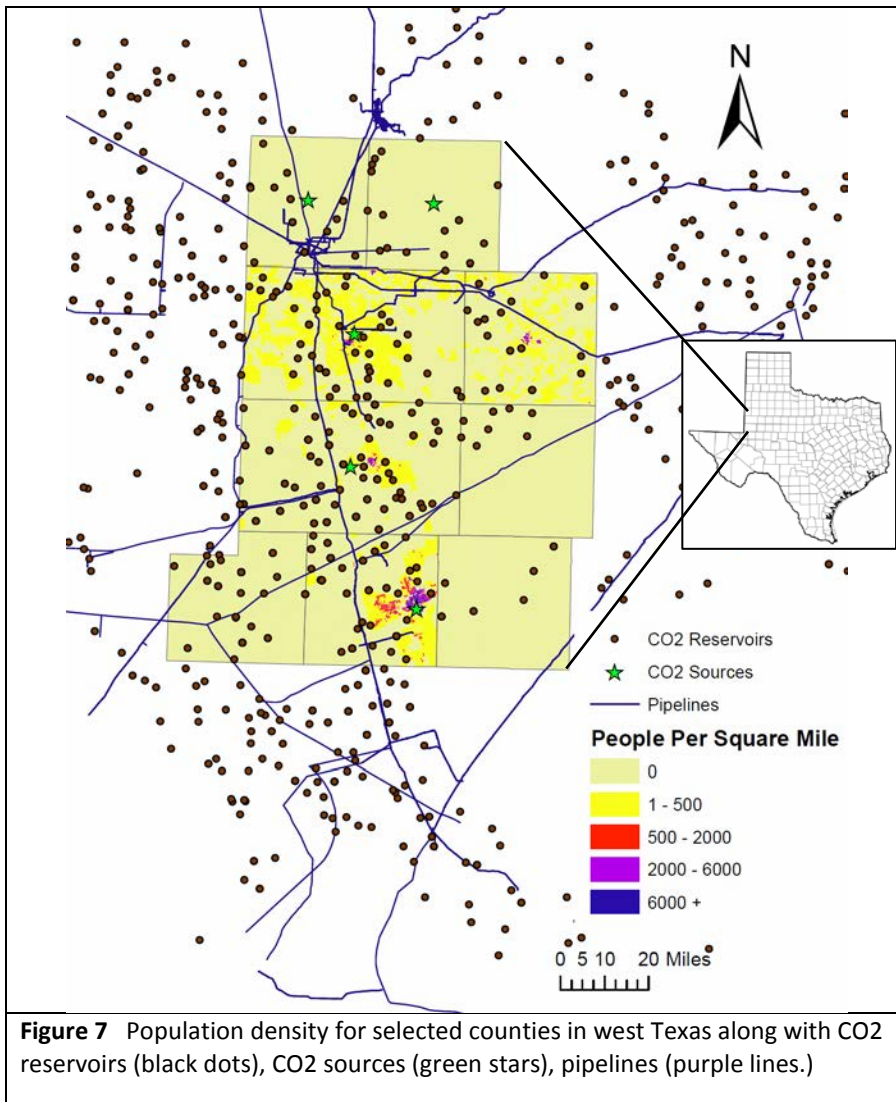 N
CO2 Reservoirs
CO2 Sources
Pipelines
People Per Square Mile
0
1 - 500
500 - 2000
2000 - 6000
6000 +
0 5 10 20 Miles
Figure 7 Population density for selected counties in west Texas along with CO2
reservoirs (black dots), CO2 sources (green stars), pipelines (purple lines.)